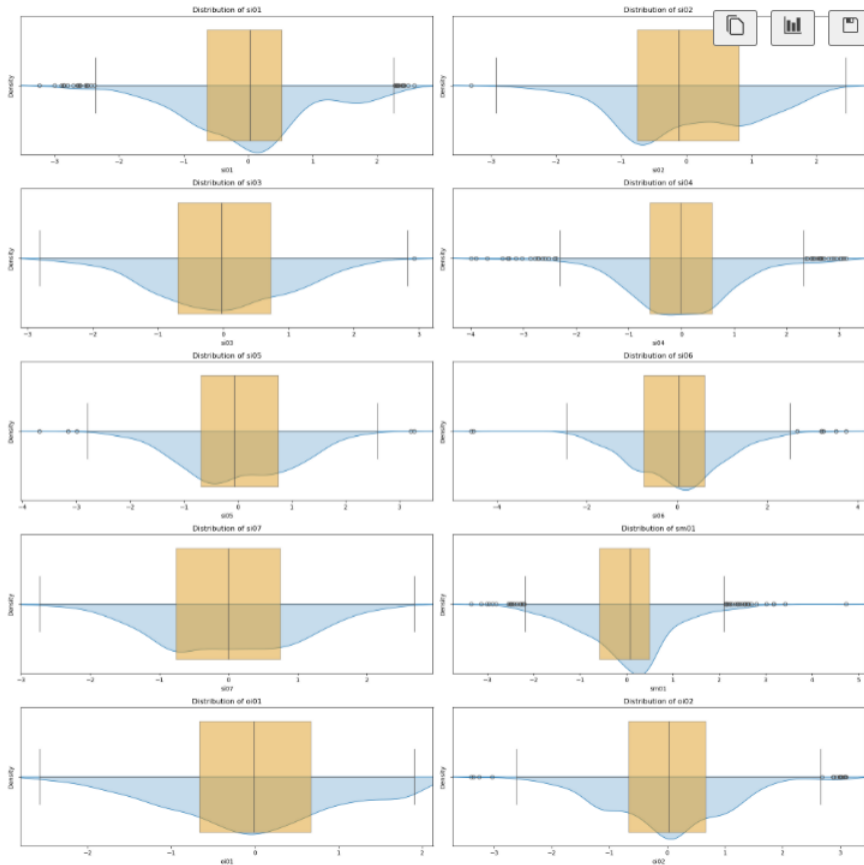 Distribution of si01
Density
−3 −2 −1 0 1 2
si01
Distribution of si02
Density
−3 −2 −1 0 1 2
si02
Distribution of si03
Density
−3 −2 −1 0 1 2 3
si03
Distribution of si04
Density
−4 −3 −2 −1 0 1 2 3
si04
Distribution of si05
Density
−4 −3 −2 −1 0 1 2 3
si05
Distribution of si06
Density
−4 −2 0 2 4
si06
Distribution of si07
Density
−3 −2 −1 0 1 2
si07
Distribution of sm01
Density
−3 −2 −1 0 1 2 3 4 5
sm01
Distribution of oi01
Density
−2 −1 0 1 2
oi01
Distribution of oi02
Density
−3 −2 −1 0 1 2 3
oi02